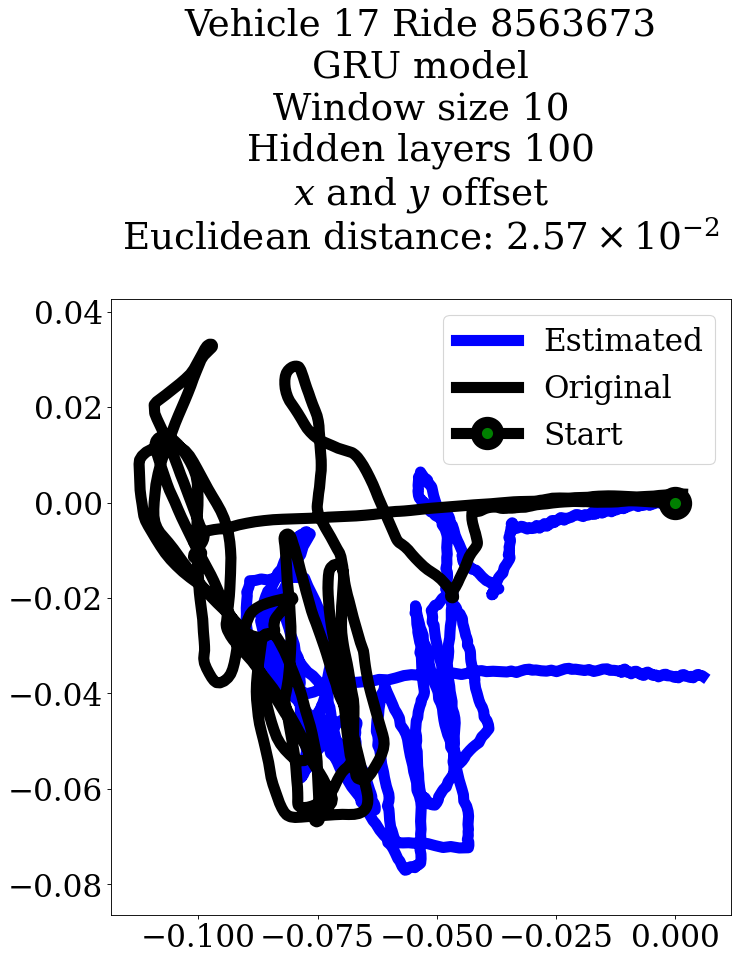 Vehicle 17 Ride 8563673
GRU model
Window size 10
Hidden layers 100
x and y offset
Euclidean distance: 2.57 × 10⁻²
Estimated
Original
Start
0.04
0.02
0.00
−0.02
−0.04
−0.06
−0.08
−0.100 −0.075 −0.050 −0.025 0.000